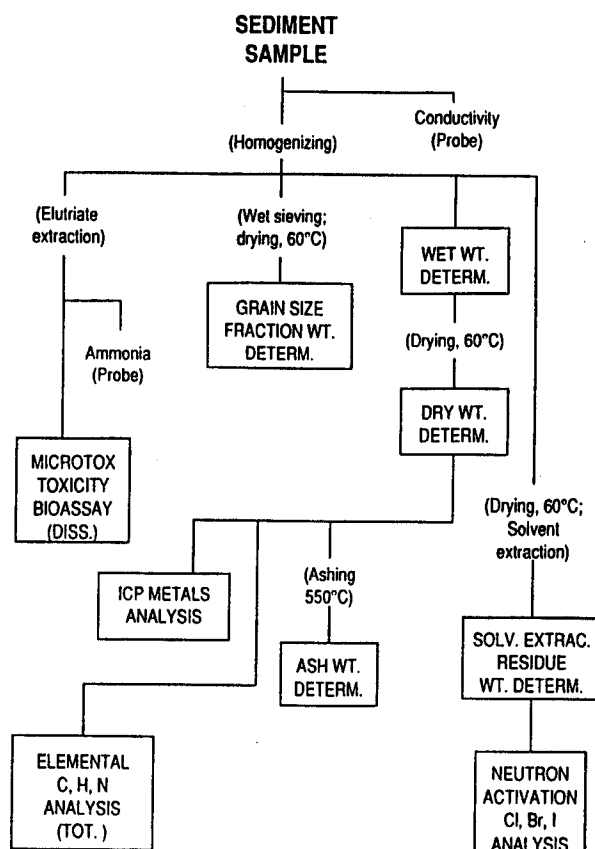 SEDIMENT
SAMPLE
Conductivity
(Probe)
(Homogenizing)
(Elutriate
extraction)
(Wet sieving;
drying, 60°C)
WET WT.
DETERM.
GRAIN SIZE
FRACTION WT.
DETERM.
Ammonia
(Probe)
(Drying, 60°C)
DRY WT.
DETERM.
MICROTOX
TOXICITY
BIOASSAY
(DISS.)
(Drying, 60°C;
Solvent
extraction)
ICP METALS
ANALYSIS
(Ashing
550°C)
ASH WT.
DETERM.
SOLV. EXTRAC.
RESIDUE
WT. DETERM.
ELEMENTAL
C, H, N
ANALYSIS
(TOT. )
NEUTRON
ACTIVATION
Cl, Br, I
ANALYSIS